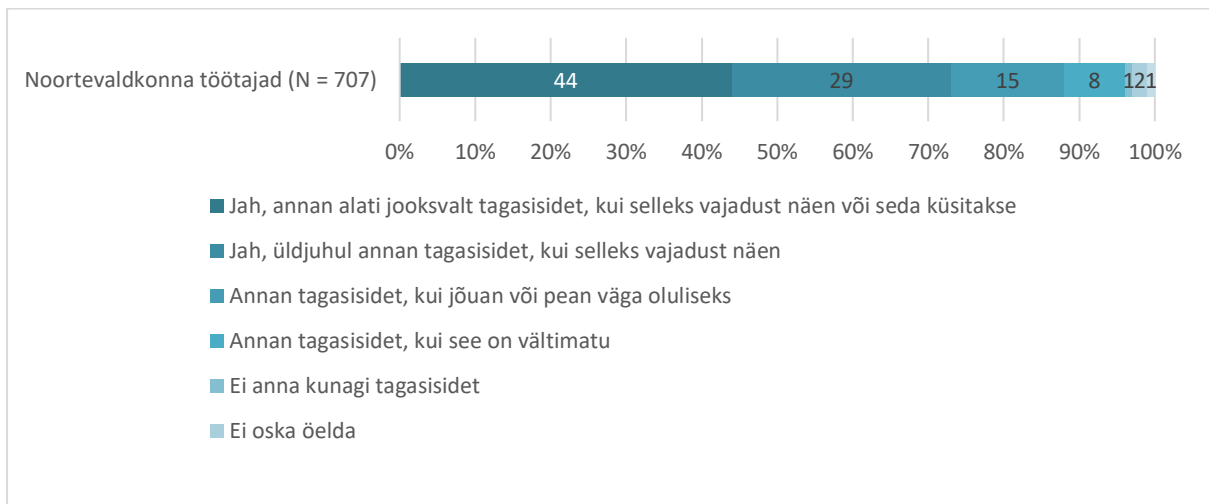 Noortevaldkonna töötajad (N = 707)
44 29 15 8 1 2 1
0% 10% 20% 30% 40% 50% 60% 70% 80% 90% 100%
Jah, annan alati jooksvalt tagasisidet, kui selleks vajadust näen või seda küsitakse
Jah, üldjuhul annan tagasisidet, kui selleks vajadust näen
Annan tagasisidet, kui jõuan või pean väga oluliseks
Annan tagasisidet, kui see on vältimatu
Ei anna kunagi tagasisidet
Ei oska öelda